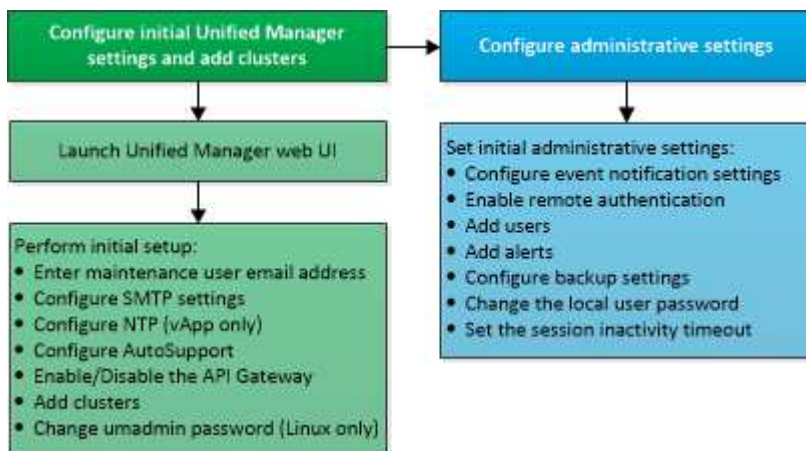 Configure initial Unified Manager
settings and add clusters
Launch Unified Manager web UI
Perform initial setup:
• Enter maintenance user email address
• Configure SMTP settings
• Configure NTP (vApp only)
• Configure AutoSupport
• Enable/Disable the API Gateway
• Add clusters
• Change umadmin password (Linux only)
Configure administrative settings
Set initial administrative settings:
• Configure event notification settings
• Enable remote authentication
• Add users
• Add alerts
• Configure backup settings
• Change the local user password
• Set the session inactivity timeout